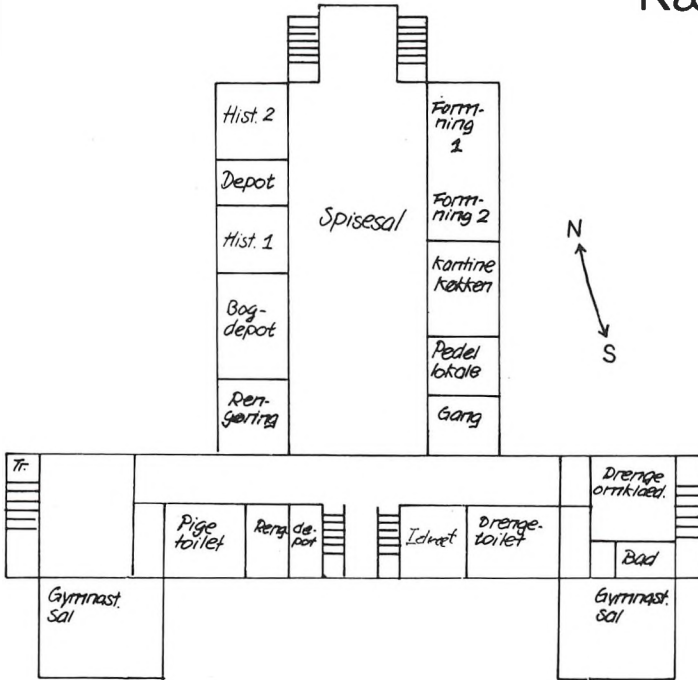 Hist. 2
Form-
ning
1
Depot
Form-
ning 2
Spisesal
Hist. 1
N
Kantine
Køkken
Bog-
depot
S
Pedel
lokale
Ren-
gøring
Gang
Tr.
Drenge
omklæd.
Pige
toilet
Reng.
de-
pot
Idræt
Drenge-
toilet
Bad
Gymnast.
sal
Gymnast.
sal